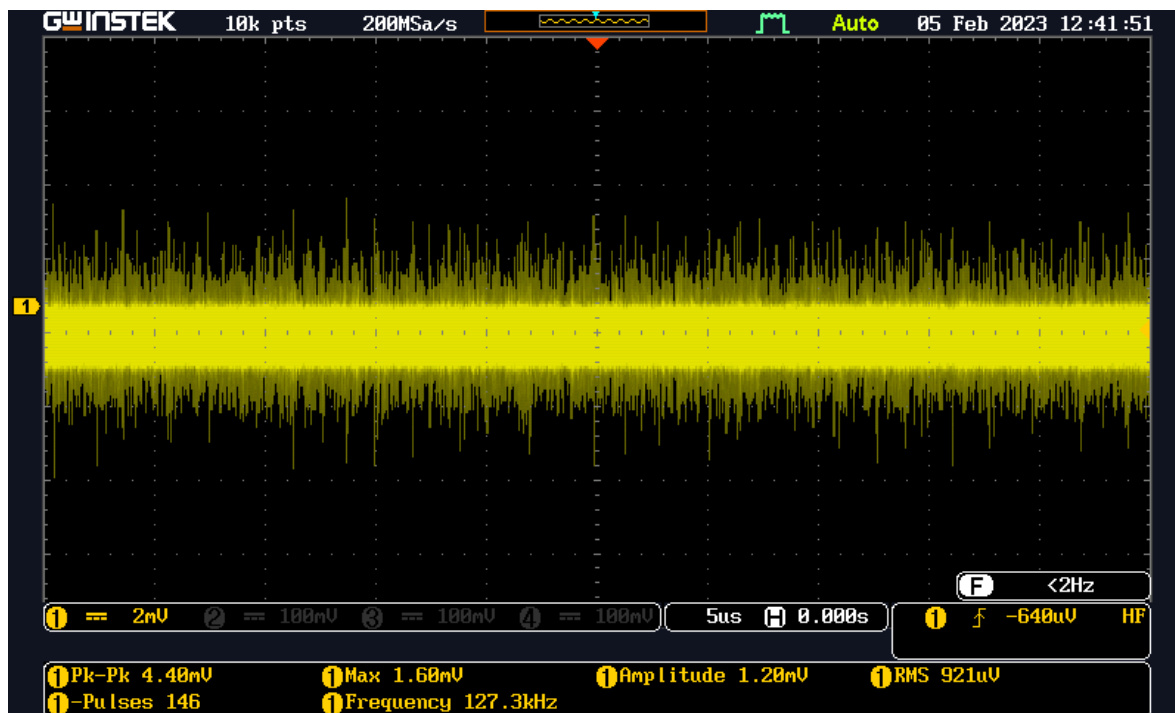 GWINSTEK 10k pts 200MSa/s Auto 05 Feb 2023 12:41:51
1
F <2Hz
1 2mV 2 100mV 3 100mV 4 100mV 5us H 0.000s 1 -640uV HF
1 Pk-Pk 4.40mV 1 Max 1.60mV 1 Amplitude 1.20mV 1 RMS 921uV
1 -Pulses 146 1 Frequency 127.3kHz